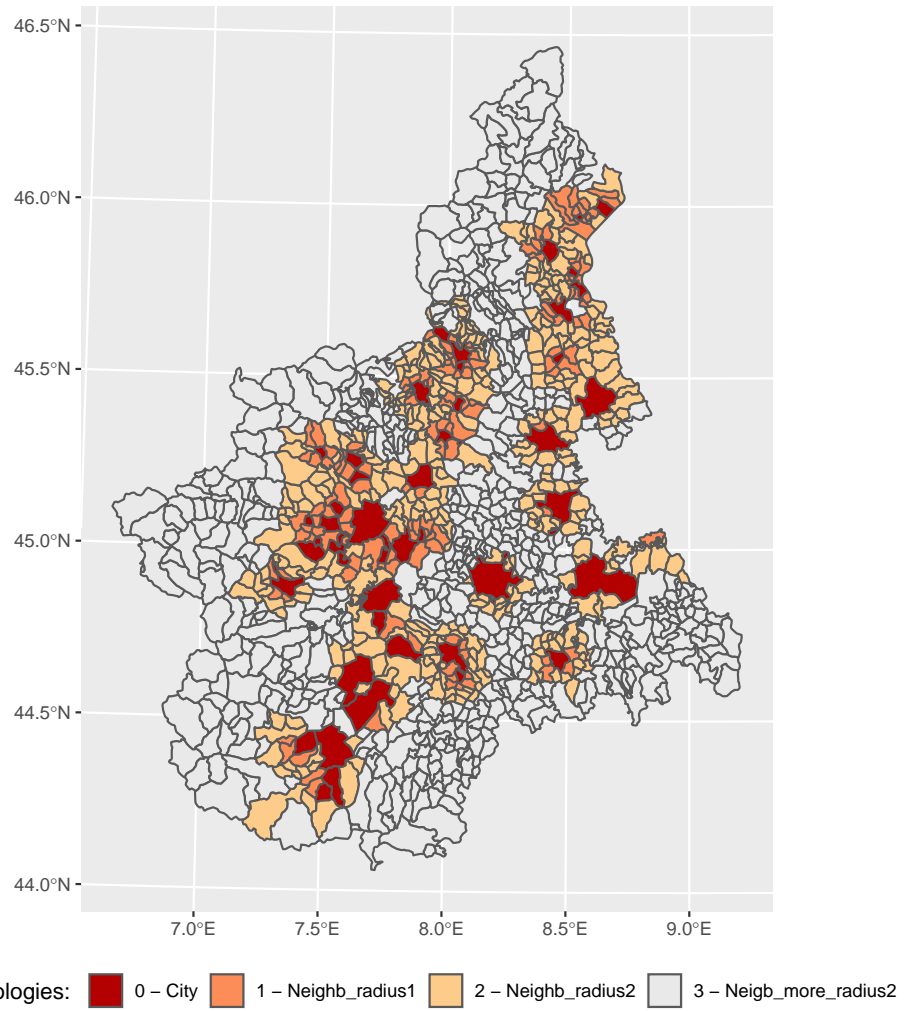 46.5°N
46.0°N
45.5°N
45.0°N
44.5°N
44.0°N
7.0°E 7.5°E 8.0°E 8.5°E 9.0°E
ologies: 0 − City 1 − Neighb_radius1 2 − Neighb_radius2 3 − Neigb_more_radius2